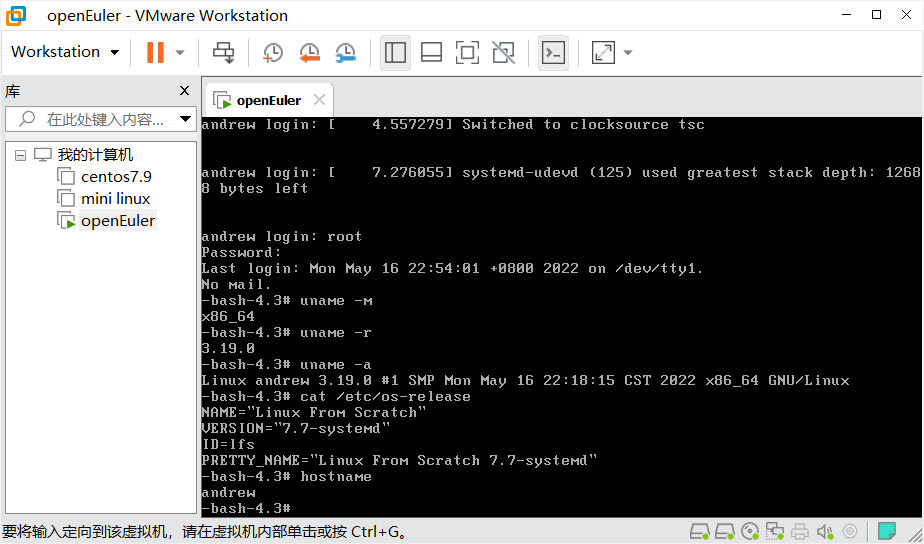 openEuler - VMware Workstation
Workstation
库
在此处键入内容...
我的计算机
centos7.9
mini linux
openEuler
openEuler
andrew login: [    4.557279] Switched to clocksource tsc
andrew login: [    7.276055] systemd-udevd (125) used greatest stack depth: 1268
8 bytes left
andrew login: root
Password:
Last login: Mon May 16 22:54:01 +0800 2022 on /dev/tty1.
No mail.
-bash-4.3# uname -m
x86_64
-bash-4.3# uname -r
3.19.0
-bash-4.3# uname -a
Linux andrew 3.19.0 #1 SMP Mon May 16 22:18:15 CST 2022 x86_64 GNU/Linux
-bash-4.3# cat /etc/os-release
NAME="Linux From Scratch"
VERSION="7.7-systemd"
ID=lfs
PRETTY_NAME="Linux From Scratch 7.7-systemd"
-bash-4.3# hostname
andrew
-bash-4.3#
要将输入定向到该虚拟机，请在虚拟机内部单击或按 Ctrl+G。